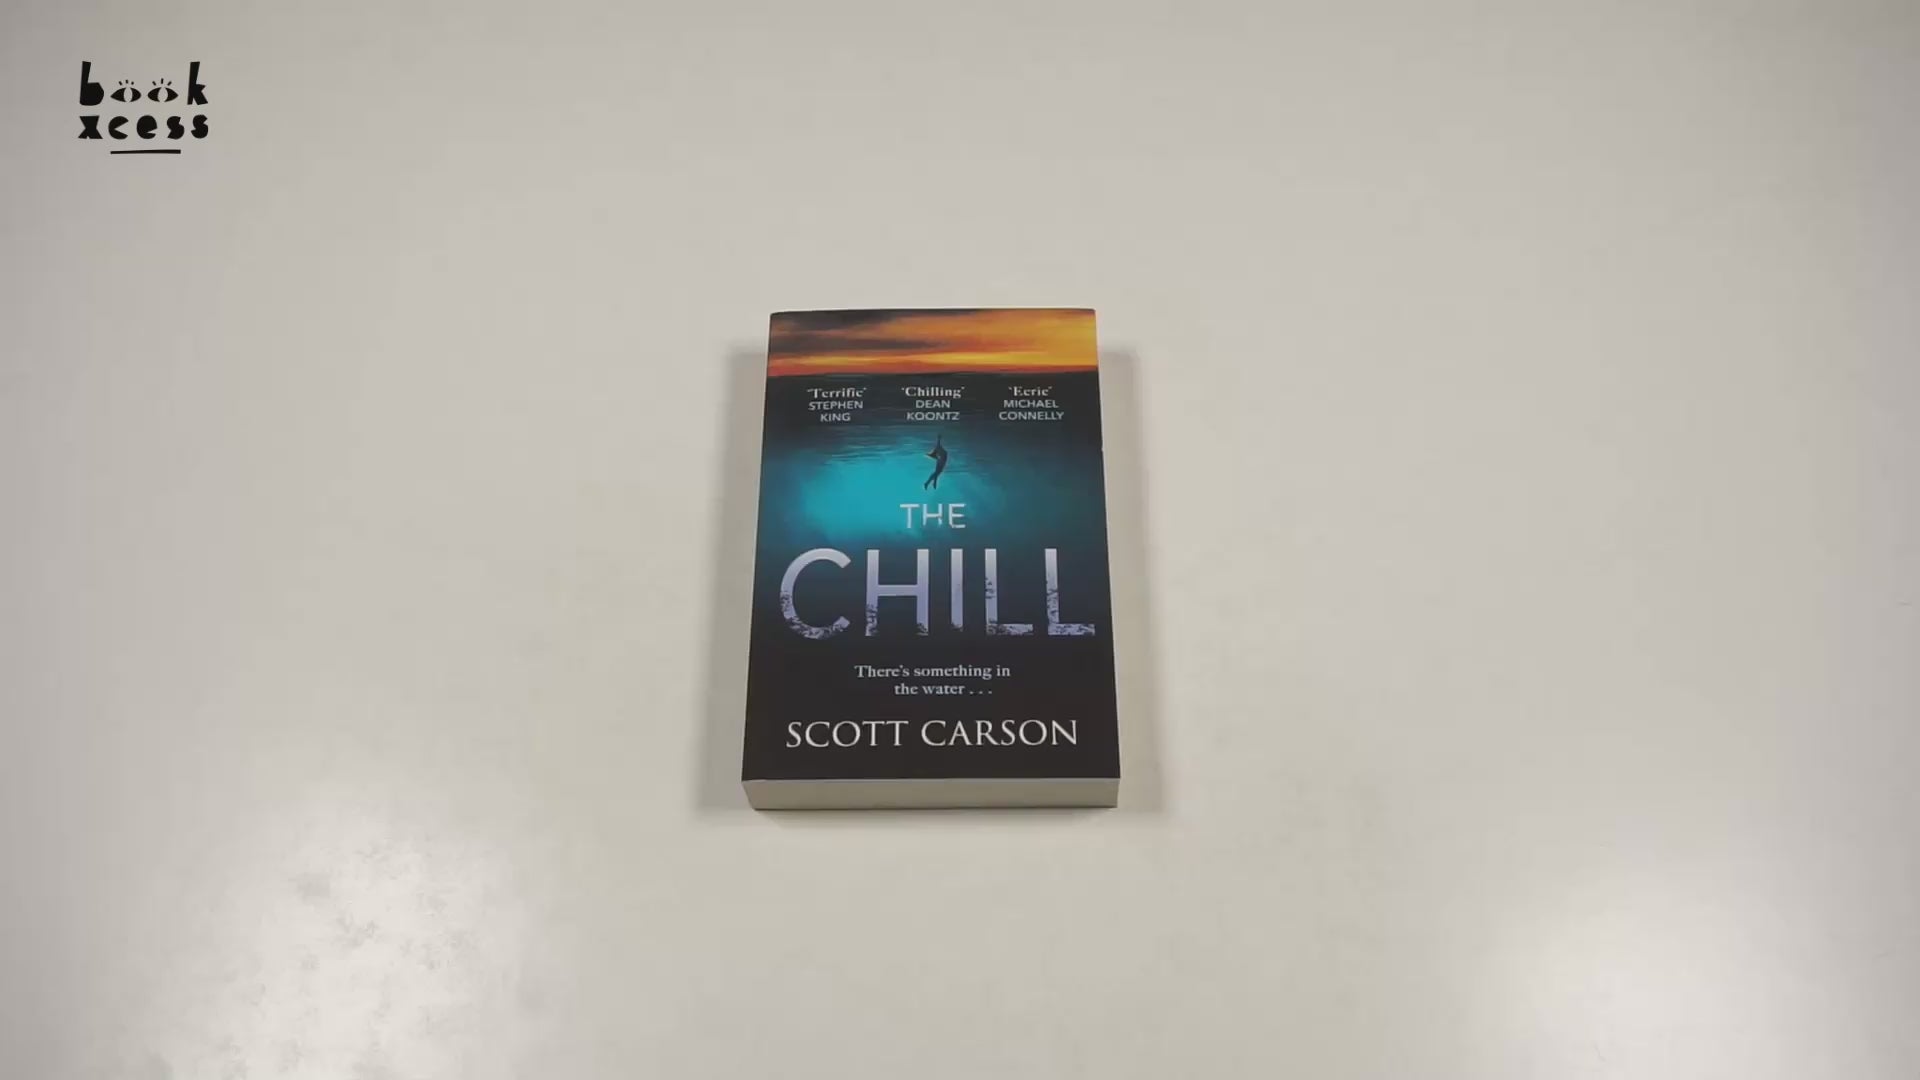 book
xcess
'Terrific'
STEPHEN
KING
'Chilling'
DEAN
KOONTZ
'Eerie'
MICHAEL
CONNELLY
THE
CHILL
There's something in
the water . . .
SCOTT CARSON